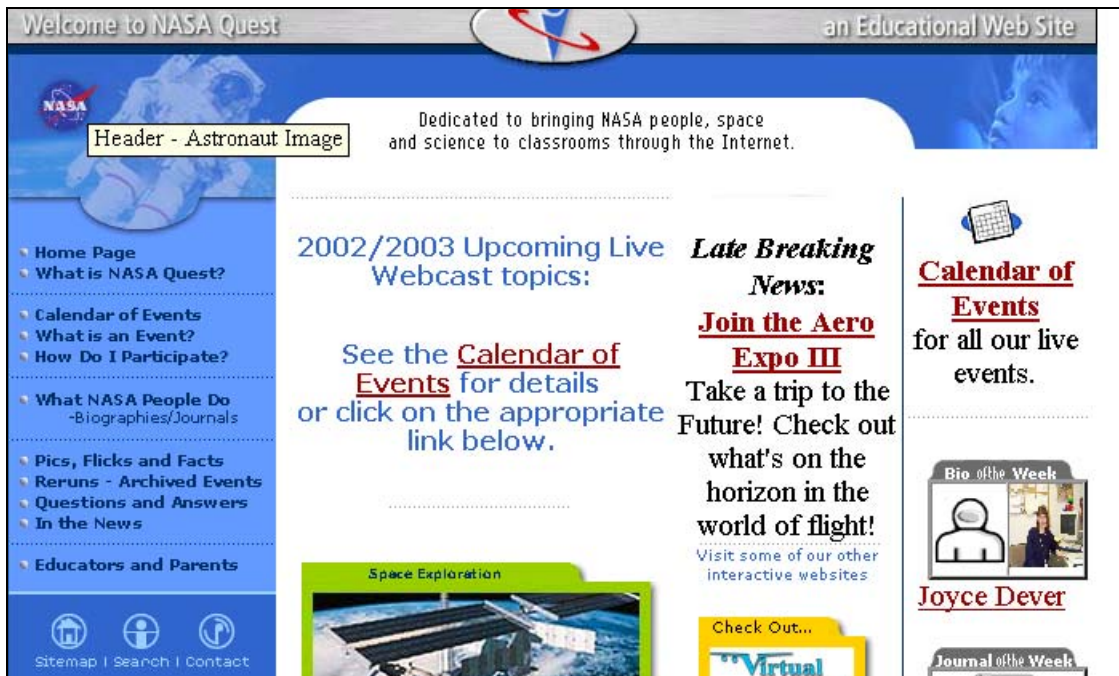 Welcome to NASA Quest
an Educational Web Site
NASA
Header - Astronaut Image
Dedicated to bringing NASA people, space
and science to classrooms through the Internet.
Home Page
What is NASA Quest?
Calendar of Events
What is an Event?
How Do I Participate?
What NASA People Do
-Biographies/Journals
Pics, Flicks and Facts
Reruns - Archived Events
Questions and Answers
In the News
Educators and Parents
Sitemap | Search | Contact
2002/2003 Upcoming Live
Webcast topics:
See the Calendar of
Events for details
or click on the appropriate
link below.
Space Exploration
Late Breaking
News:
Join the Aero
Expo III
Take a trip to the
Future! Check out
what's on the
horizon in the
world of flight!
Visit some of our other
interactive websites
Check Out...
Virtual
Calendar of
Events
for all our live
events.
Bio of the Week
Joyce Dever
Journal of the Week